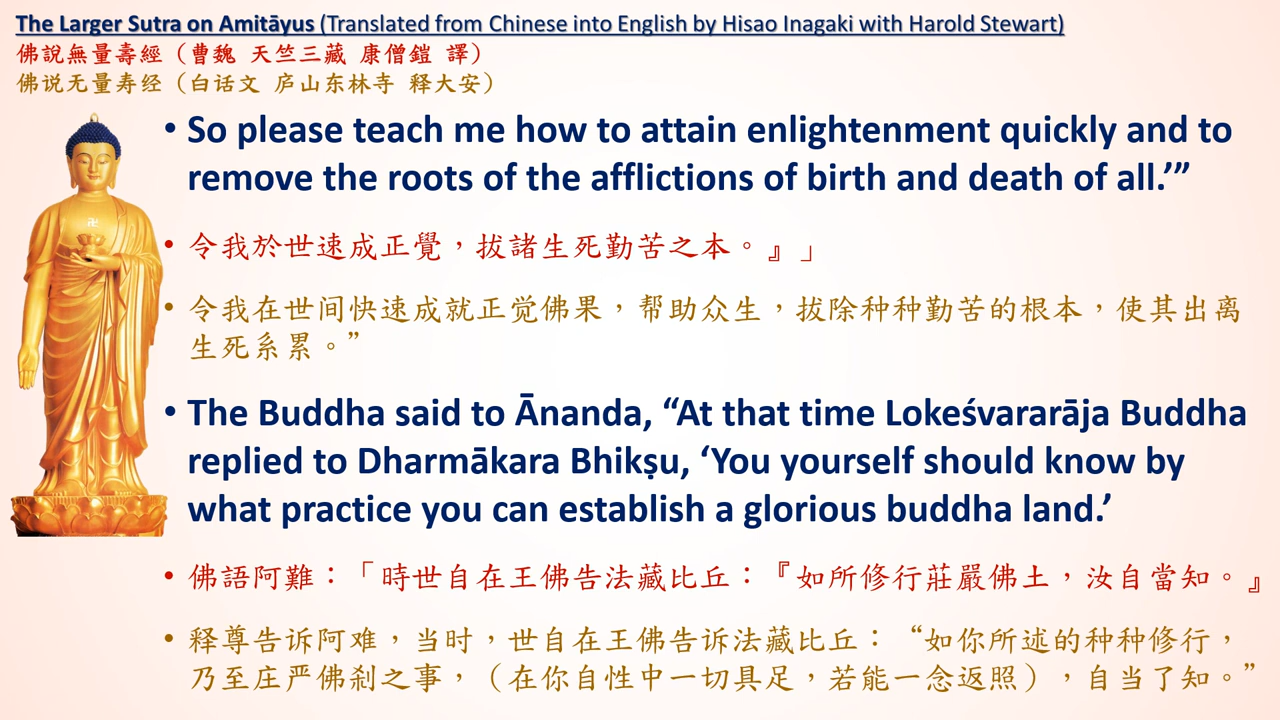 The Larger Sutra on Amitāyus (Translated from Chinese into English by Hisao Inagaki with Harold Stewart)
佛說無量壽經（曹魏 天竺三藏 康僧鎧 譯）
佛说无量寿经（白话文 庐山东林寺 释大安）
• So please teach me how to attain enlightenment quickly and to
remove the roots of the afflictions of birth and death of all.’”
• 令我於世速成正覺，拔諸生死勤苦之本。』」
• 令我在世间快速成就正觉佛果，帮助众生，拔除种种勤苦的根本，使其出离
生死系累。”
• The Buddha said to Ānanda, “At that time Lokeśvararāja Buddha
replied to Dharmākara Bhikṣu, ‘You yourself should know by
what practice you can establish a glorious buddha land.’
• 佛語阿難：「時世自在王佛告法藏比丘：『如所修行莊嚴佛土，汝自當知。』
• 释尊告诉阿难，当时，世自在王佛告诉法藏比丘：“如你所述的种种修行，
乃至庄严佛刹之事，（在你自性中一切具足，若能一念返照），自当了知。”